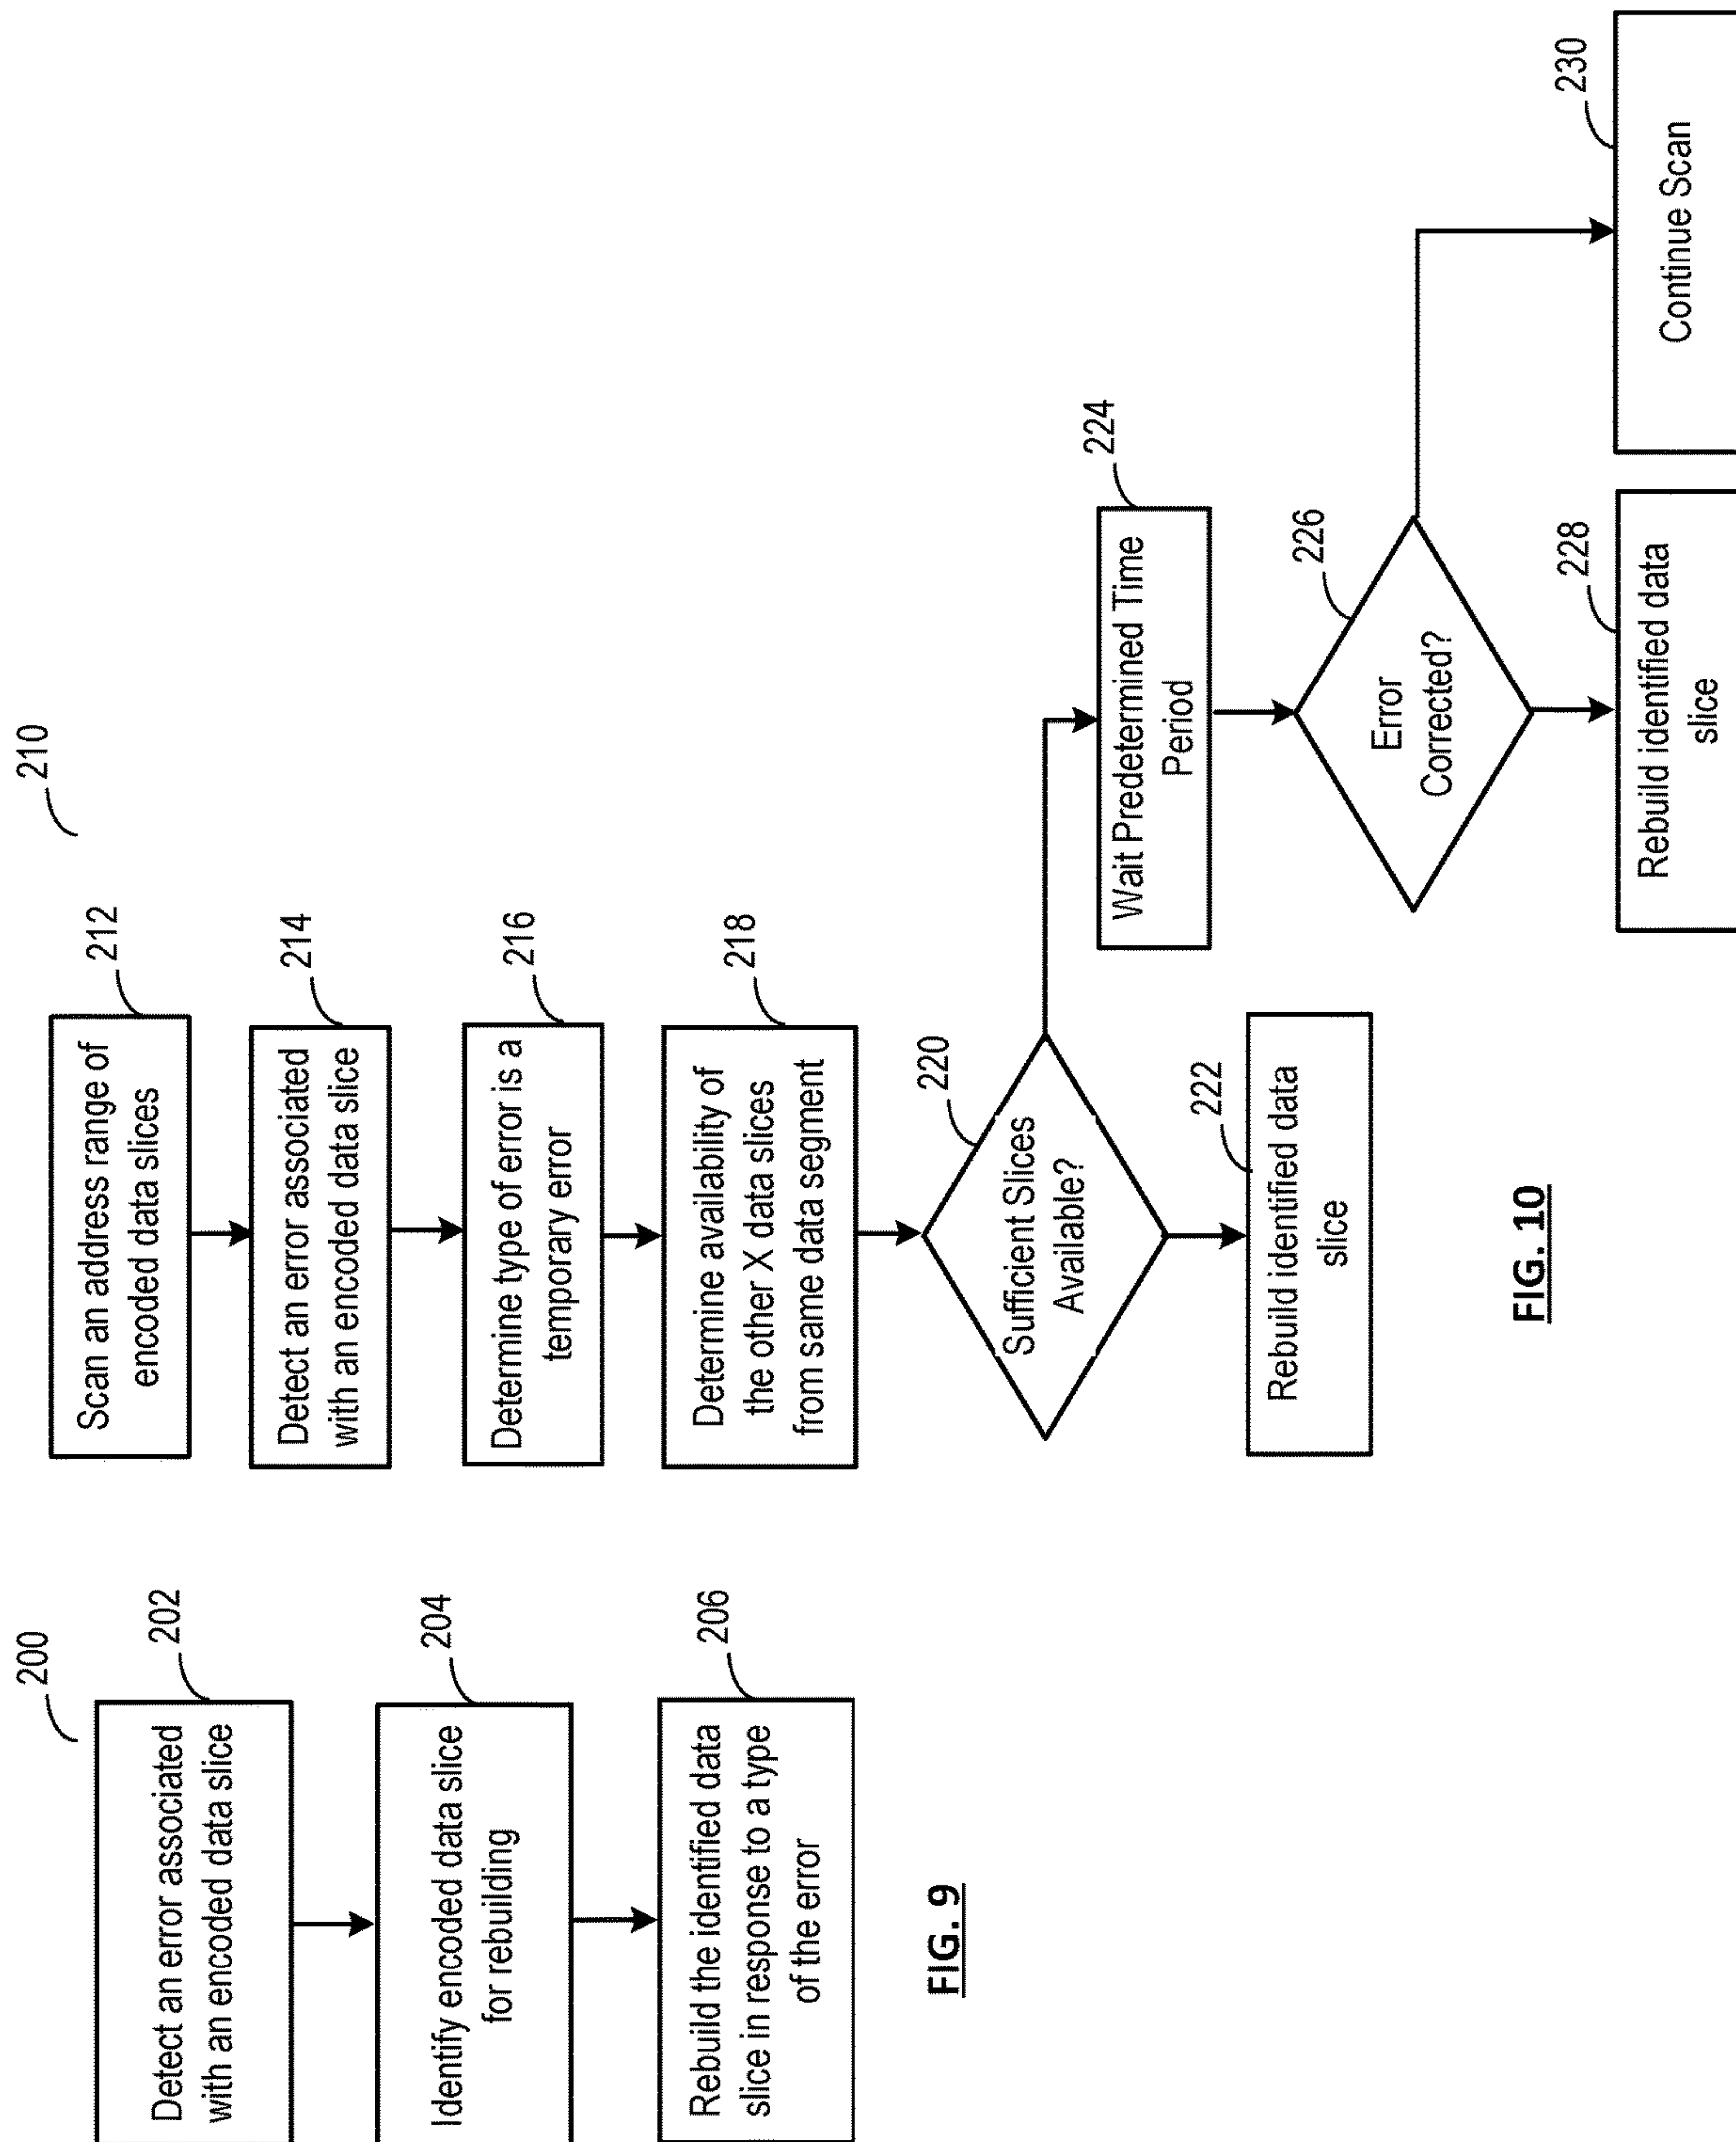 200
202
Detect an error associated
with an encoded data slice
204
Identify encoded data slice
for rebuilding
206
Rebuild the identified data
slice in response to a type
of the error
FIG. 9
210
212
Scan an address range of
encoded data slices
214
Detect an error associated
with an encoded data slice
216
Determine type of error is a
temporary error
218
Determine availability of
the other X data slices
from same data segment
220
Sufficient Slices
Available?
222
Rebuild identified data
slice
224
Wait Predetermined Time
Period
226
Error
Corrected?
228
Rebuild identified data
slice
230
Continue Scan
FIG. 10